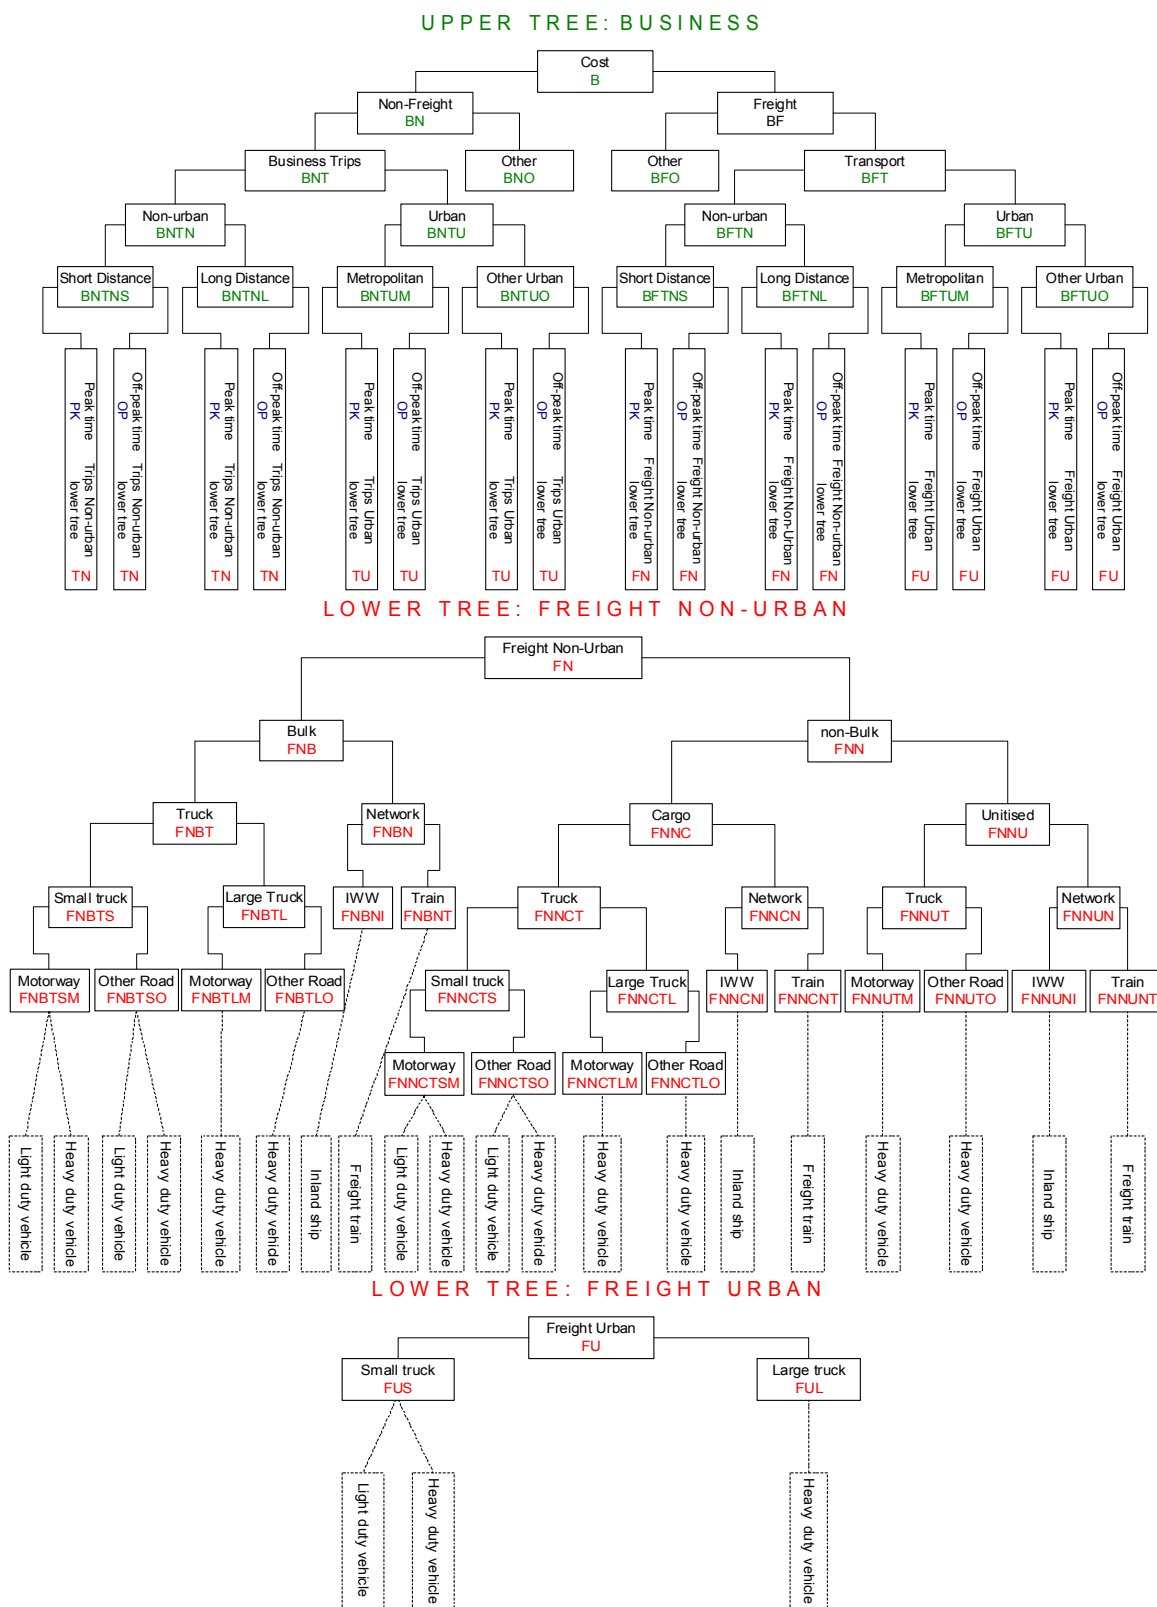 UPPER TREE: BUSINESS
Cost
B
Non-Freight
BN
Freight
BF
Business Trips
BNT
Other
BNO
Other
BFO
Transport
BFT
Non-urban
BNTN
Urban
BNTU
Non-urban
BFTN
Urban
BFTU
Short Distance
BNTNS
Long Distance
BNTNL
Metropolitan
BNTUM
Other Urban
BNTUO
Short Distance
BFTNS
Long Distance
BFTNL
Metropolitan
BFTUM
Other Urban
BFTUO
Peak time
PK
Trips Non-urban
lower tree
TN
Off-peak time
OP
Trips Non-urban
lower tree
TN
Peak time
PK
Trips Non-urban
lower tree
TN
Off-peak time
OP
Trips Non-urban
lower tree
TN
Peak time
PK
Trips Urban
lower tree
TU
Off-peak time
OP
Trips Urban
lower tree
TU
Peak time
PK
Trips Urban
lower tree
TU
Off-peak time
OP
Trips Urban
lower tree
TU
Peak time
PK
Freight Non-urban
lower tree
FN
Off-peak time
OP
Freight Non-urban
lower tree
FN
Peak time
PK
Freight Non-Urban
lower tree
FN
Off-peak time
OP
Freight Non-urban
lower tree
FN
Peak time
PK
Freight Urban
lower tree
FU
Off-peak time
OP
Freight Urban
lower tree
FU
Peak time
PK
Freight Urban
lower tree
FU
Off-peak time
OP
Freight Urban
lower tree
FU
LOWER TREE: FREIGHT NON-URBAN
Freight Non-Urban
FN
Bulk
FNB
non-Bulk
FNN
Truck
FNBT
Network
FNBN
Cargo
FNNC
Unitised
FNNU
Small truck
FNBTS
Large Truck
FNBTL
IWW
FNBNI
Train
FNBNT
Truck
FNNCT
Network
FNNCN
Truck
FNNUT
Network
FNNUN
Motorway
FNBTSM
Other Road
FNBTSO
Motorway
FNBTLM
Other Road
FNBTLO
Small truck
FNNCTS
Large Truck
FNNCTL
IWW
FNNCNI
Train
FNNCNT
Motorway
FNNUTM
Other Road
FNNUTO
IWW
FNNUNI
Train
FNNUNT
Motorway
FNNCTSM
Other Road
FNNCTSO
Motorway
FNNCTLM
Other Road
FNNCTLO
Light duty vehicle
Heavy duty vehicle
Light duty vehicle
Heavy duty vehicle
Heavy duty vehicle
Heavy duty vehicle
Inland ship
Freight train
Light duty vehicle
Heavy duty vehicle
Light duty vehicle
Heavy duty vehicle
Heavy duty vehicle
Heavy duty vehicle
Inland ship
Freight train
Heavy duty vehicle
Heavy duty vehicle
Inland ship
Freight train
LOWER TREE: FREIGHT URBAN
Freight Urban
FU
Small truck
FUS
Large truck
FUL
Light duty vehicle
Heavy duty vehicle
Heavy duty vehicle